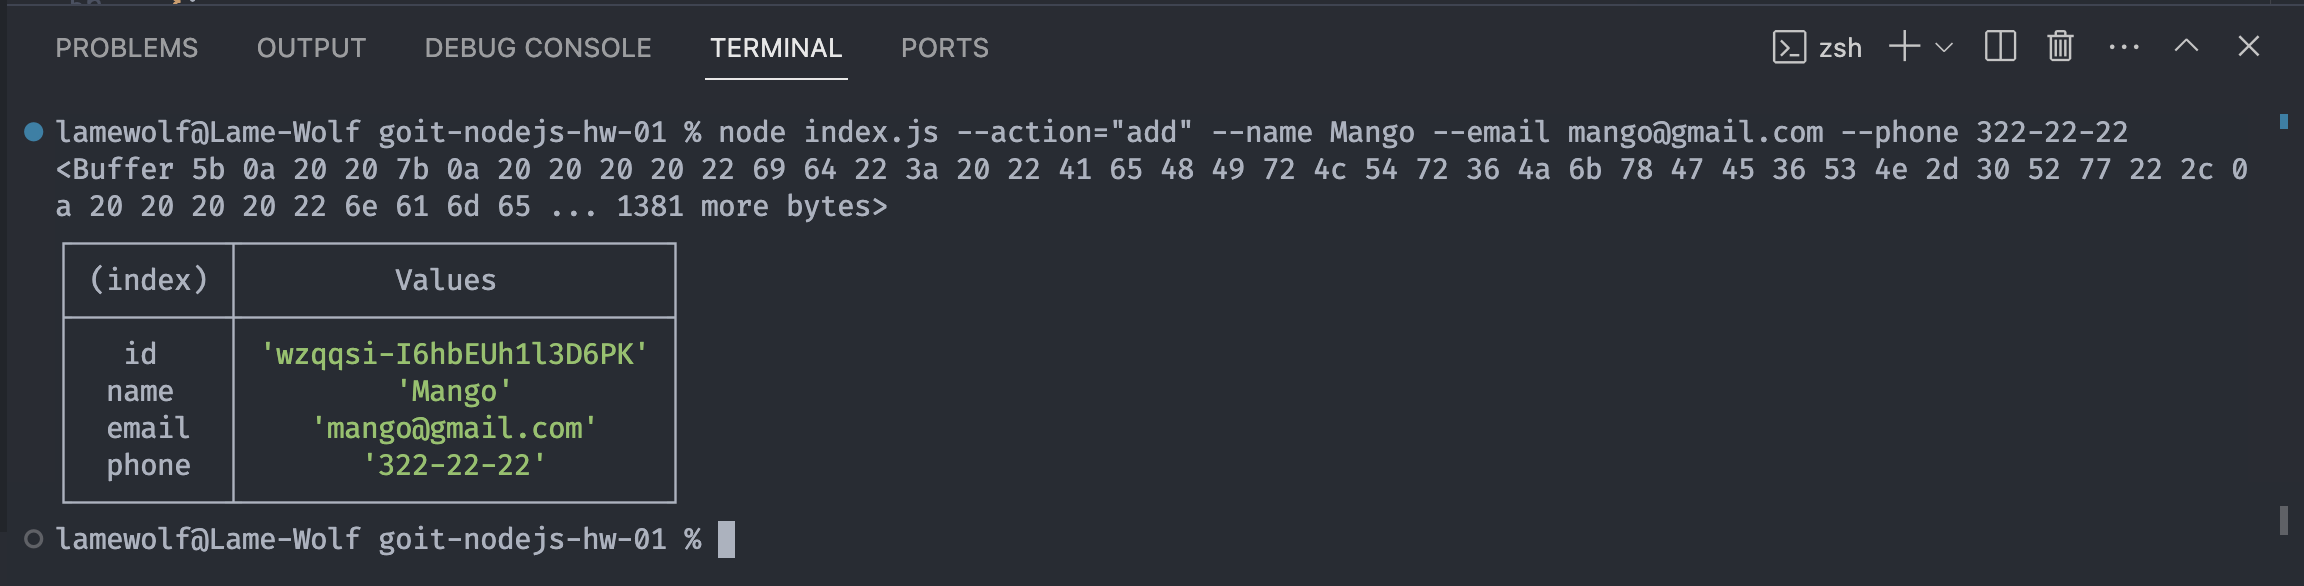 PROBLEMS OUTPUT DEBUG CONSOLE TERMINAL PORTS zsh
lamewolf@Lame-Wolf goit-nodejs-hw-01 % node index.js --action="add" --name Mango --email mango@gmail.com --phone 322-22-22
<Buffer 5b 0a 20 20 7b 0a 20 20 20 20 22 69 64 22 3a 20 22 41 65 48 49 72 4c 54 72 36 4a 6b 78 47 45 36 53 4e 2d 30 52 77 22 2c 0
a 20 20 20 20 22 6e 61 6d 65 ... 1381 more bytes>
(index) Values
id 'wzqqsi-I6hbEUh1l3D6PK'
name 'Mango'
email 'mango@gmail.com'
phone '322-22-22'
lamewolf@Lame-Wolf goit-nodejs-hw-01 %